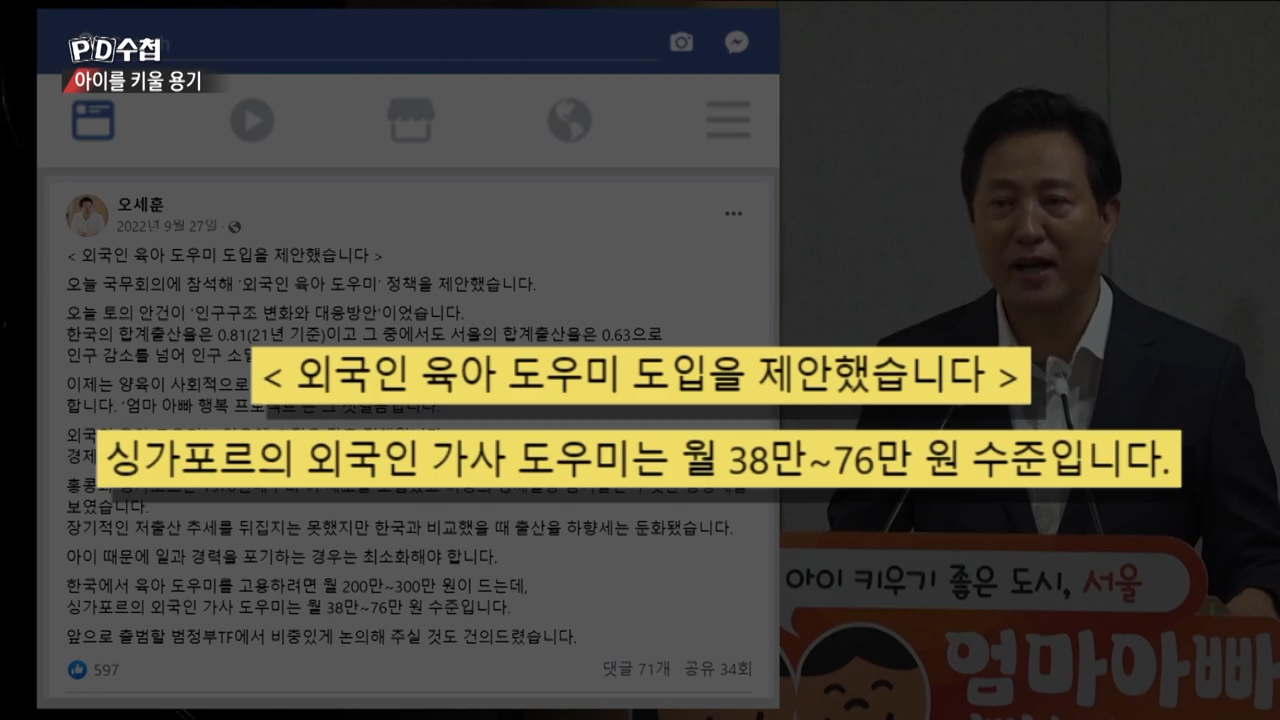 PD수첩
아이를 키울 용기
오세훈
2022년 9월 27일
< 외국인 육아 도우미 도입을 제안했습니다 >
오늘 국무회의에 참석해 '외국인 육아 도우미' 정책을 제안했습니다.
오늘 토의 안건이 '인구구조 변화와 대응방안'이었습니다.
한국의 합계출산율은 0.81(21년 기준)이고 그 중에서도 서울의 합계출산율은 0.63으로
인구 감소를 넘어 인구
이제는 양육이 사회적으로
합니다. '엄마 아빠 행복
< 외국인 육아 도우미 도입을 제안했습니다 >
싱가포르의 외국인 가사 도우미는 월 38만~76만 원 수준입니다.
보였습니다.
장기적인 저출산 추세를 뒤집지는 못했지만 한국과 비교했을 때 출산율 하향세는 둔화됐습니다.
아이 때문에 일과 경력을 포기하는 경우는 최소화해야 합니다.
한국에서 육아 도우미를 고용하려면 월 200만~300만 원이 드는데,
싱가포르의 외국인 가사 도우미는 월 38만~76만 원 수준입니다.
앞으로 출범할 범정부TF에서 비중있게 논의해 주실 것도 건의드렸습니다.
597
댓글 71개 공유 34회
아이 키우기 좋은 도시, 서울
엄마아빠